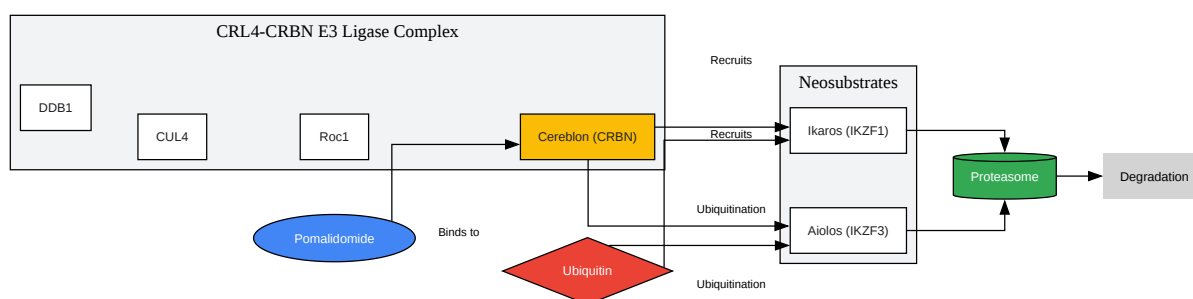 CRL4-CRBN E3 Ligase Complex
DDB1
CUL4
Roc1
Cereblon (CRBN)
Recruits
Recruits
Neosubstrates
Ikaros (IKZF1)
Aiolos (IKZF3)
Proteasome
Degradation
Pomalidomide
Binds to
Ubiquitin
Ubiquitination
Ubiquitination